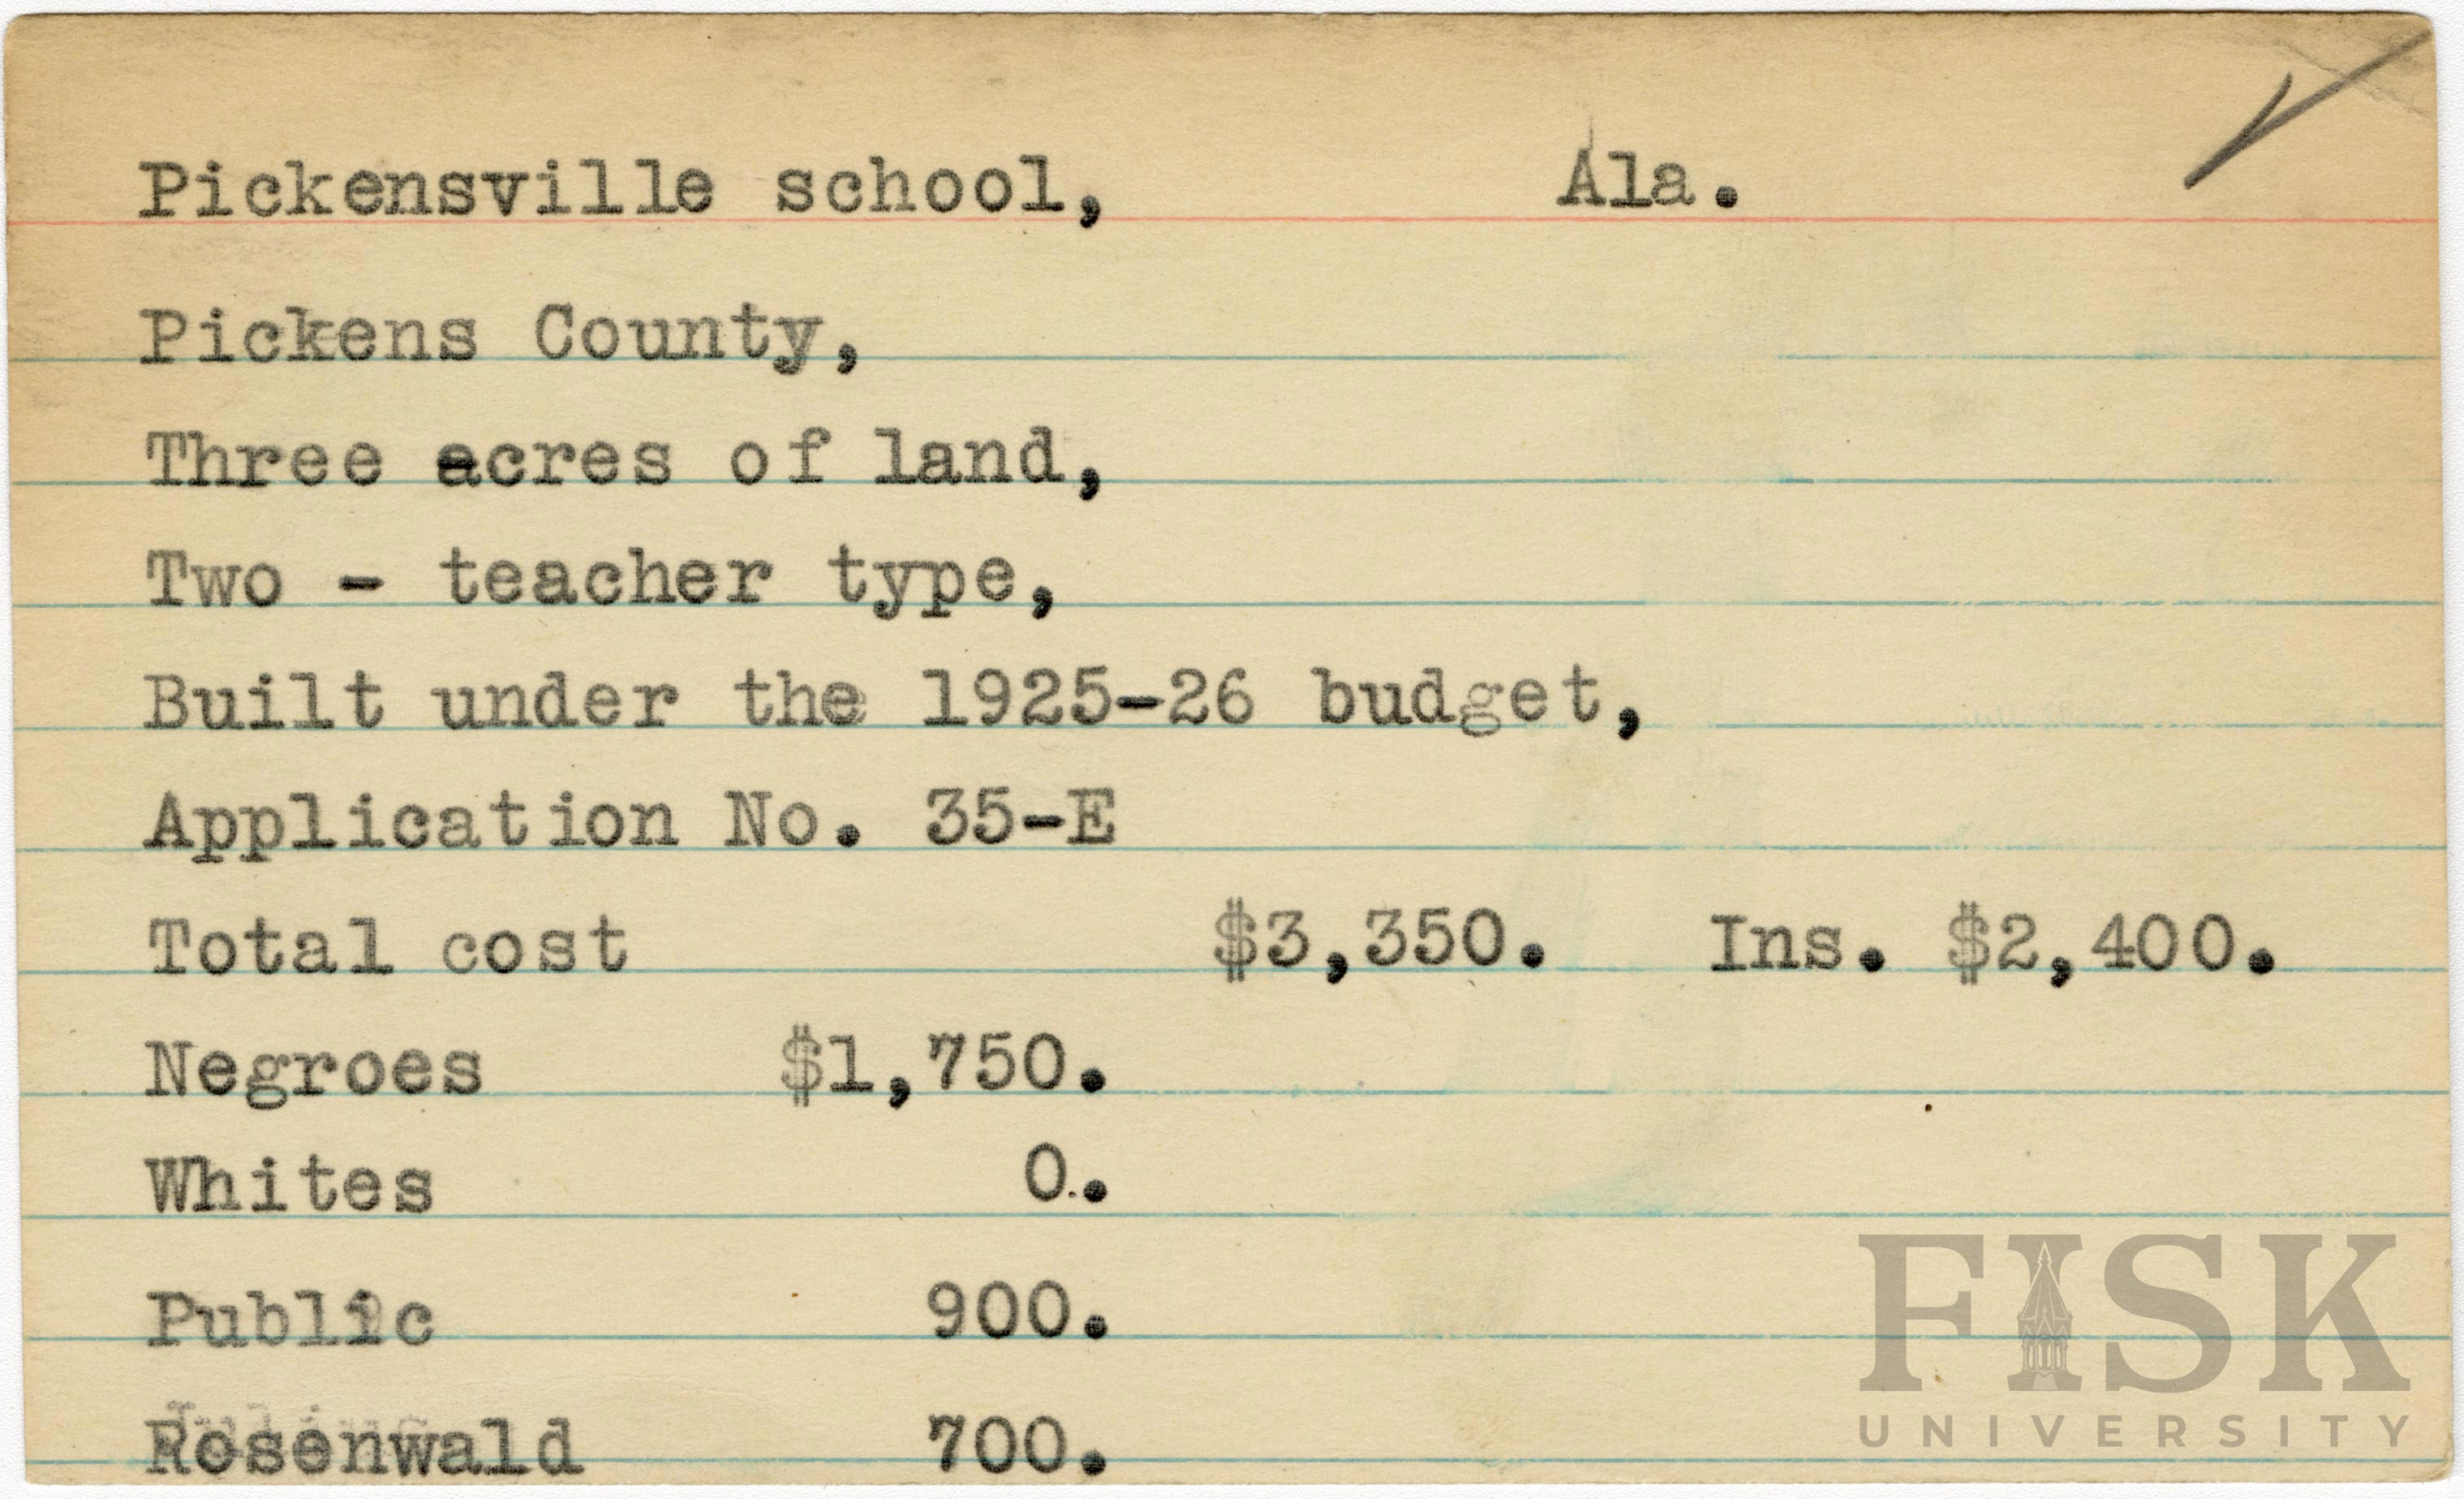 Pickensville school, Ala.
Pickens County,
Three acres of land,
Two - teacher type,
Built under the 1925-26 budget,
Application No. 35-E
Total cost $3,350. Ins. $2,400.
Negroes $1,750.
Whites 0.
Public 900.
Rosenwald 700.
FISK
UNIVERSITY